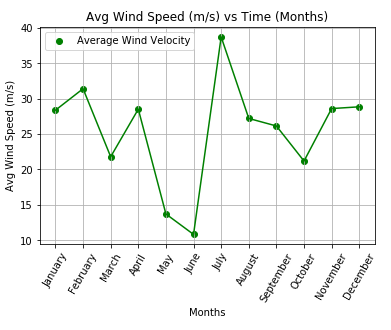 Avg Wind Speed (m/s) vs Time (Months)
Average Wind Velocity
Avg Wind Speed (m/s)
40
35
30
25
20
15
10
January
February
March
April
May
June
July
August
September
October
November
December
Months